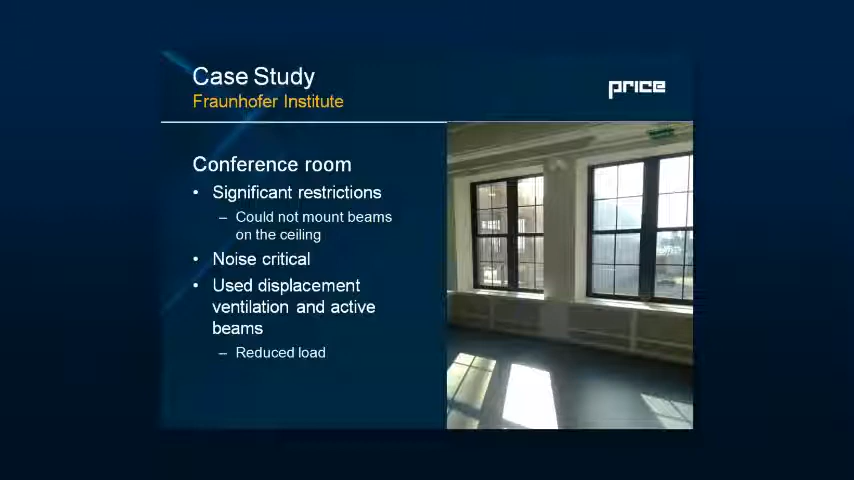 Case Study
Fraunhofer Institute
price
Conference room
• Significant restrictions
– Could not mount beams
on the ceiling
• Noise critical
• Used displacement
ventilation and active
beams
– Reduced load